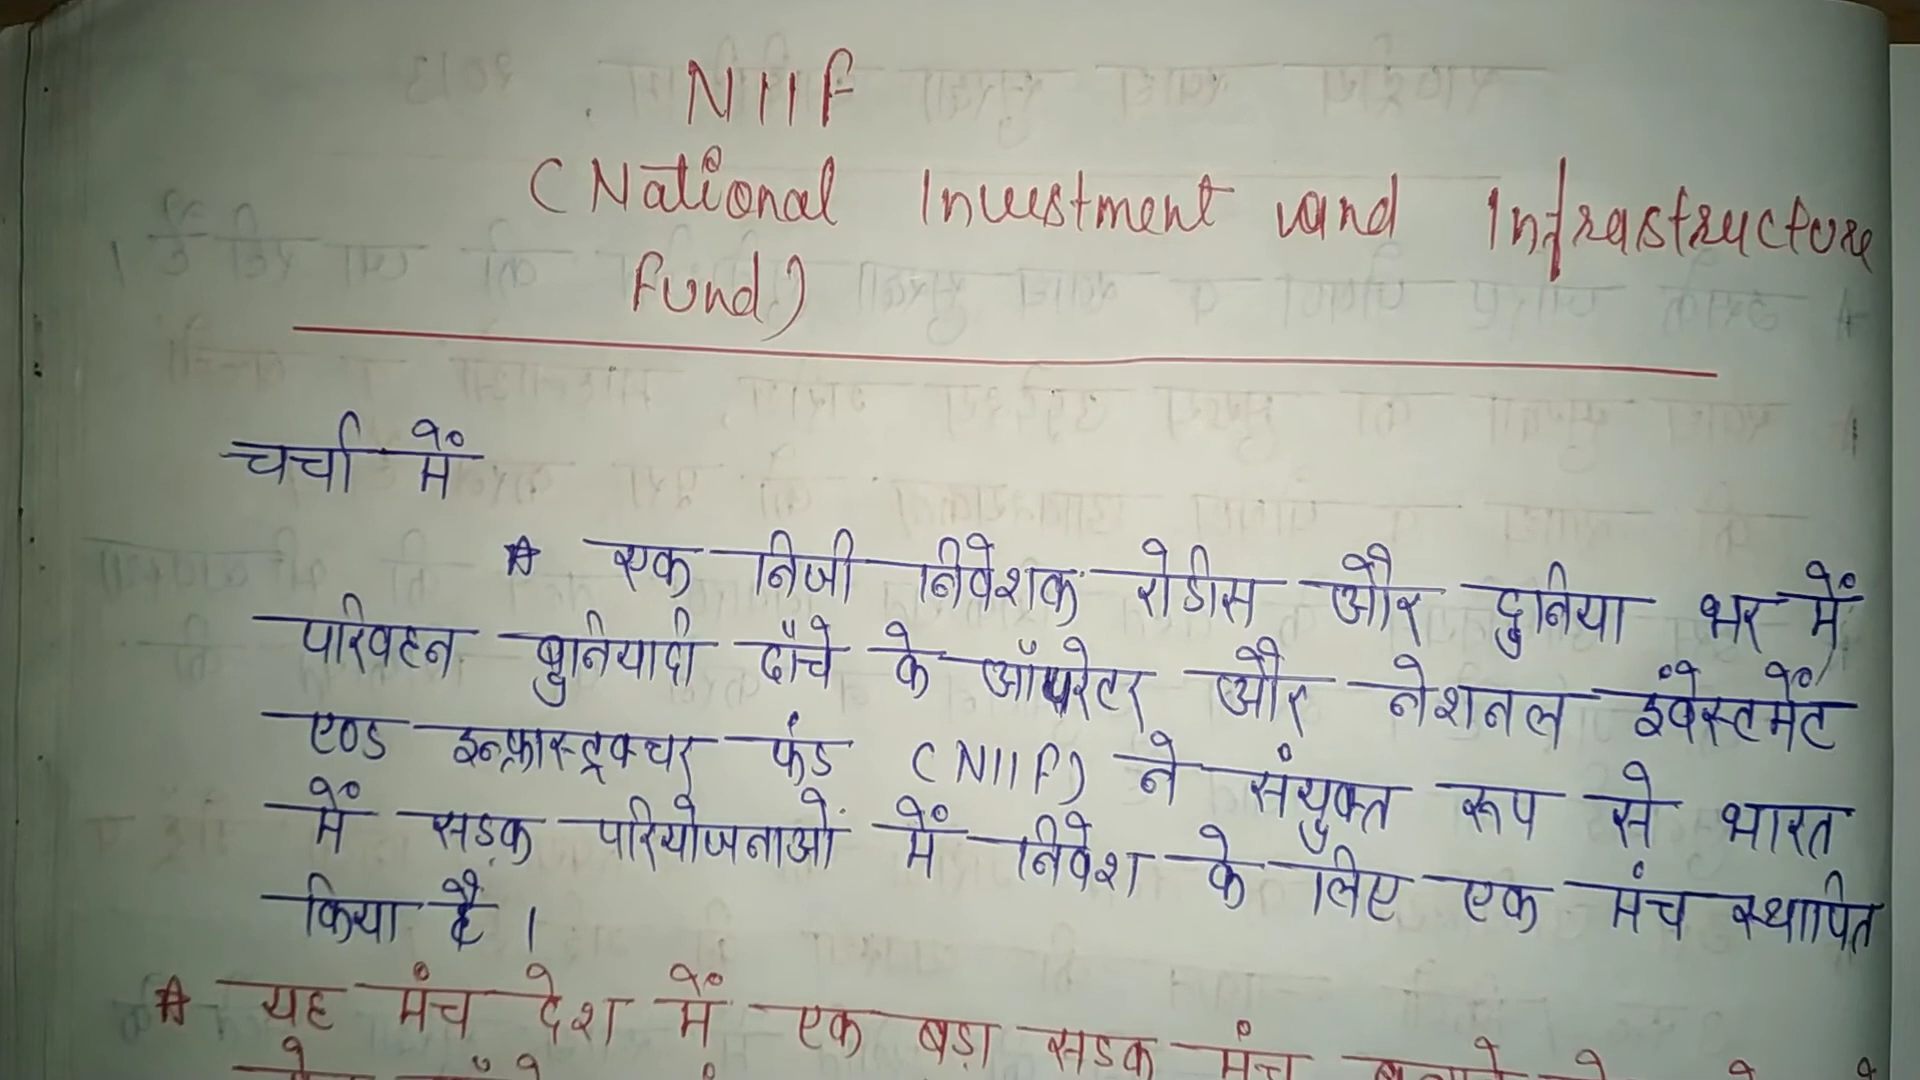 NIIF
(National Investment and Infrastructure
Fund)
चर्चा में
* एक निजी निवेशक रोडीस और दुनिया भर में
परिवहन बुनियादी ढाँचे के ऑपरेटर और नेशनल इंवेस्टमेंट
एण्ड इन्फ्रास्ट्रक्चर फंड (NIIF) ने संयुक्त रूप से भारत
में सड़क परियोजनाओं में निवेश के लिए एक मंच स्थापित
किया है ।
* यह मंच देश में एक बड़ा सडक मंच